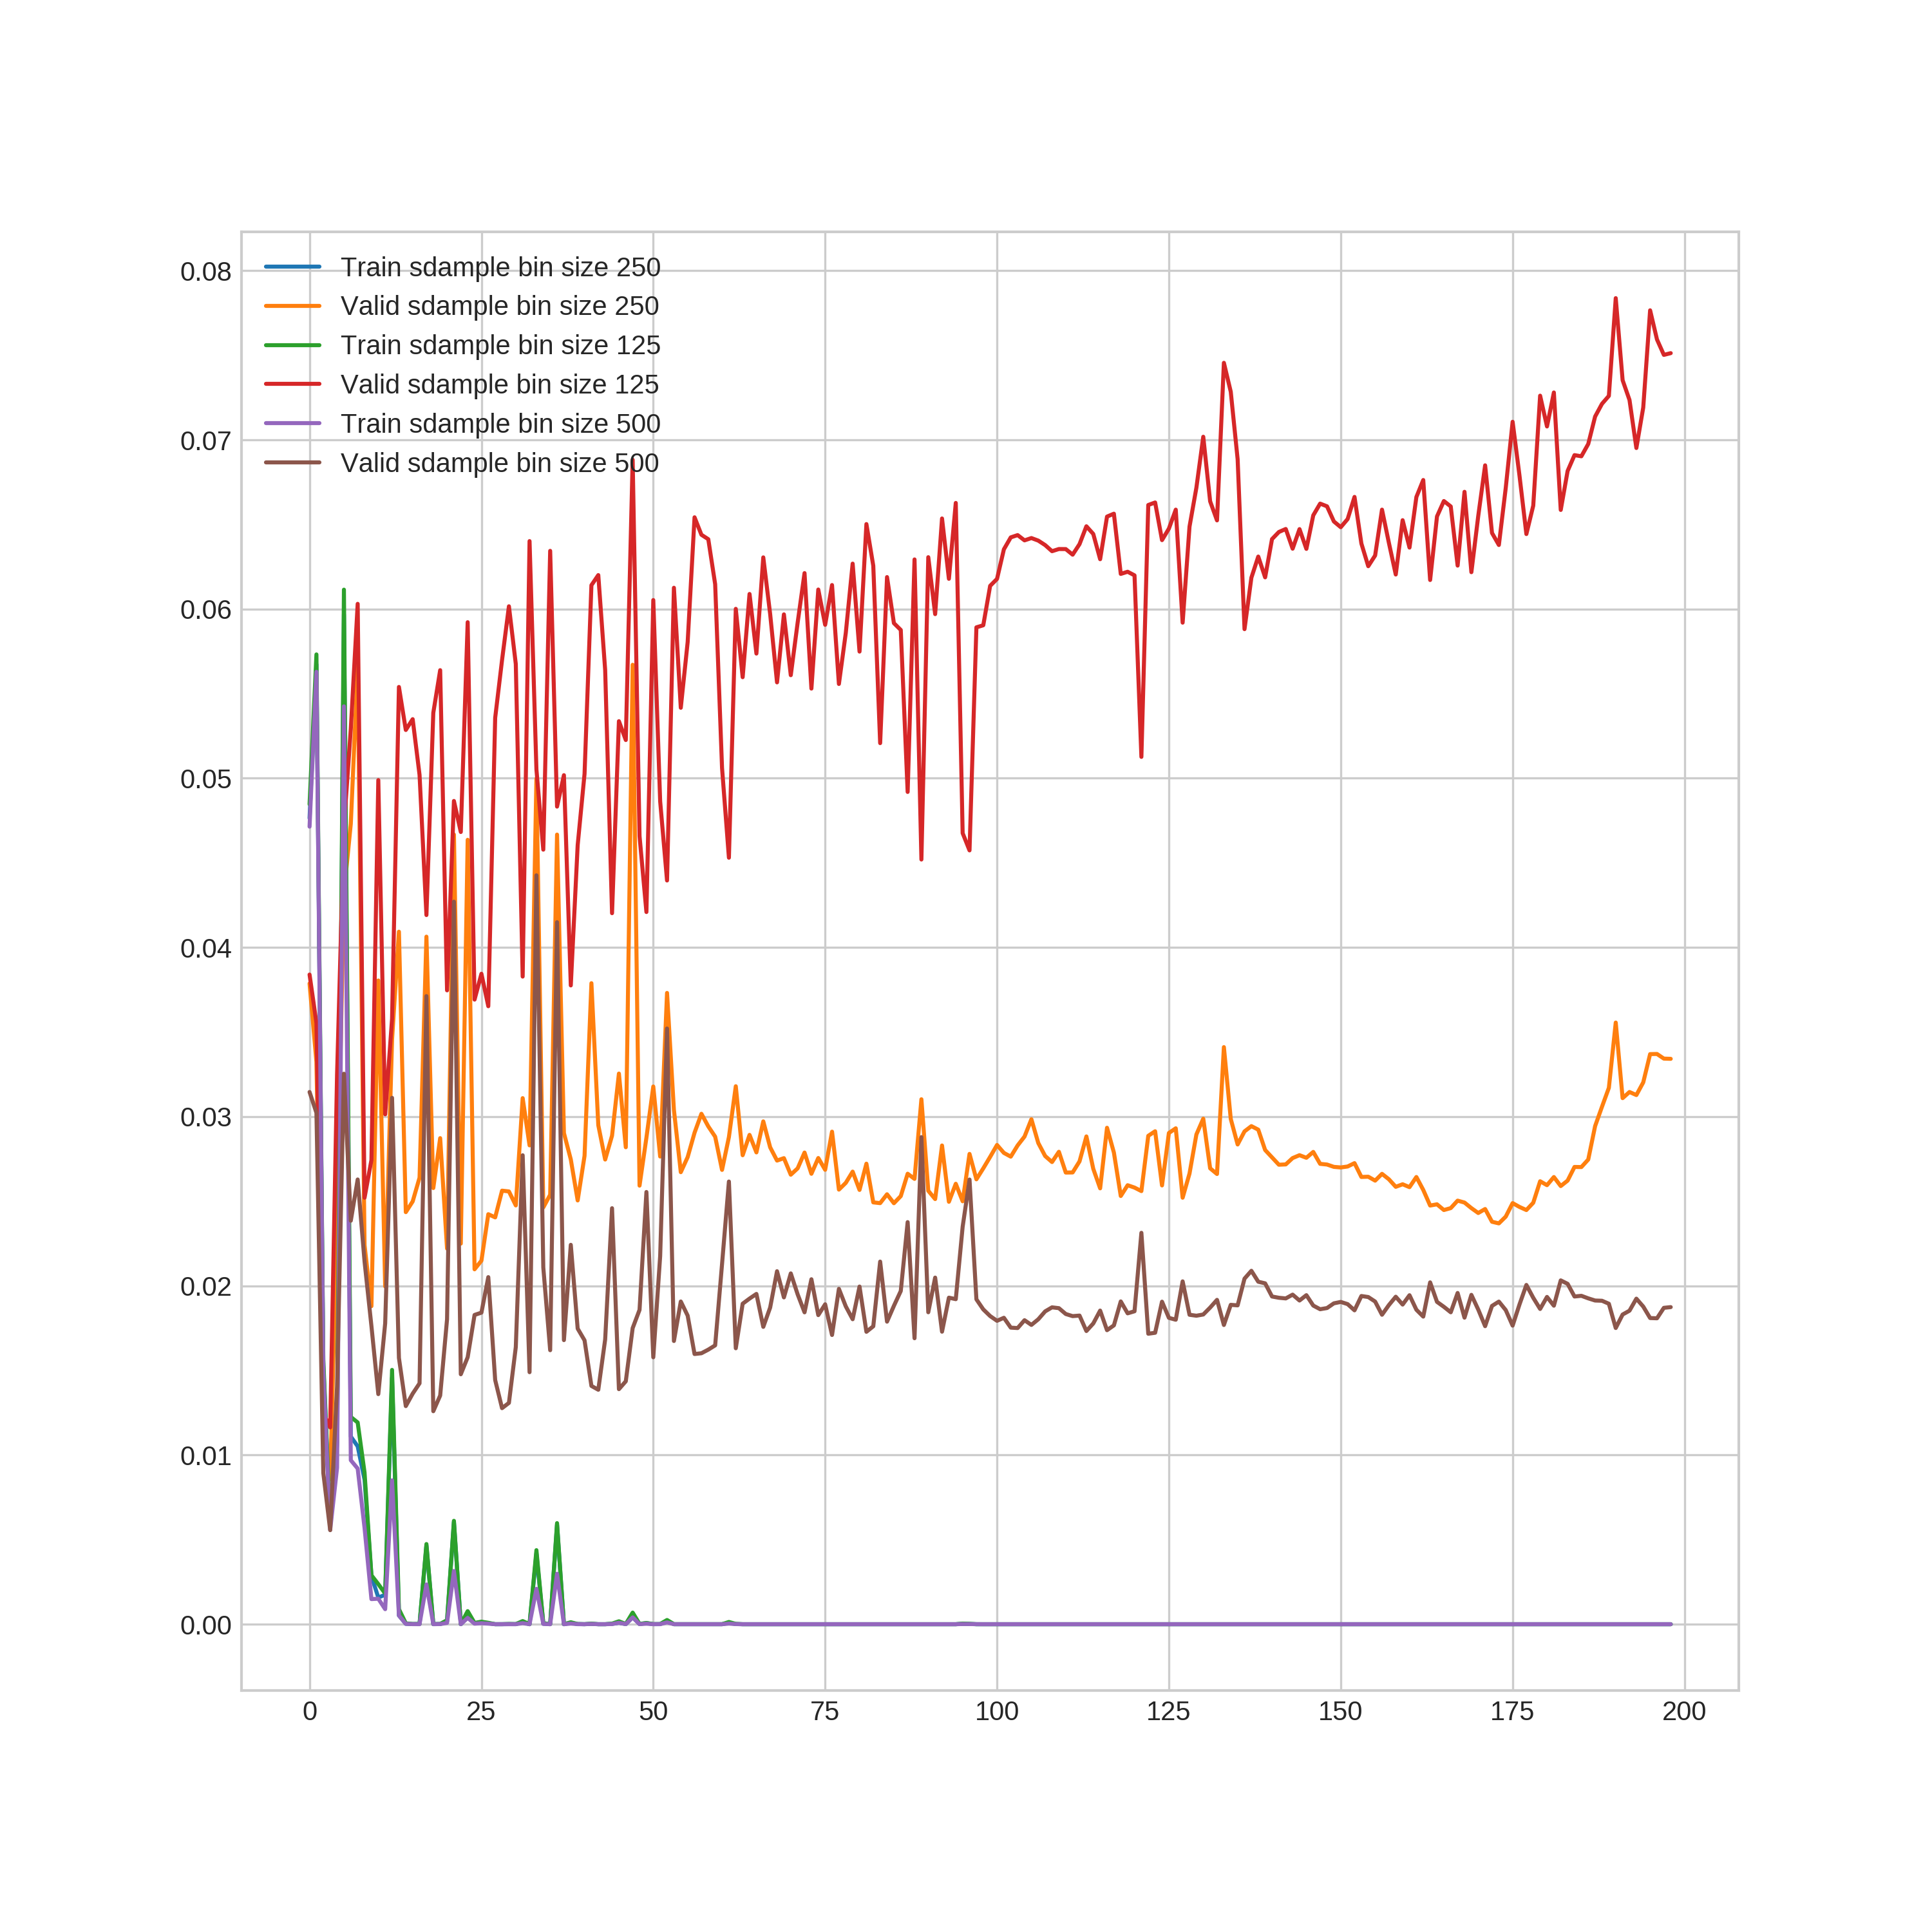 0.08
0.07
0.06
0.05
0.04
0.03
0.02
0.01
0.00
Train sdample bin size 250
Valid sdample bin size 250
Train sdample bin size 125
Valid sdample bin size 125
Train sdample bin size 500
Valid sdample bin size 500
0 25 50 75 100 125 150 175 200